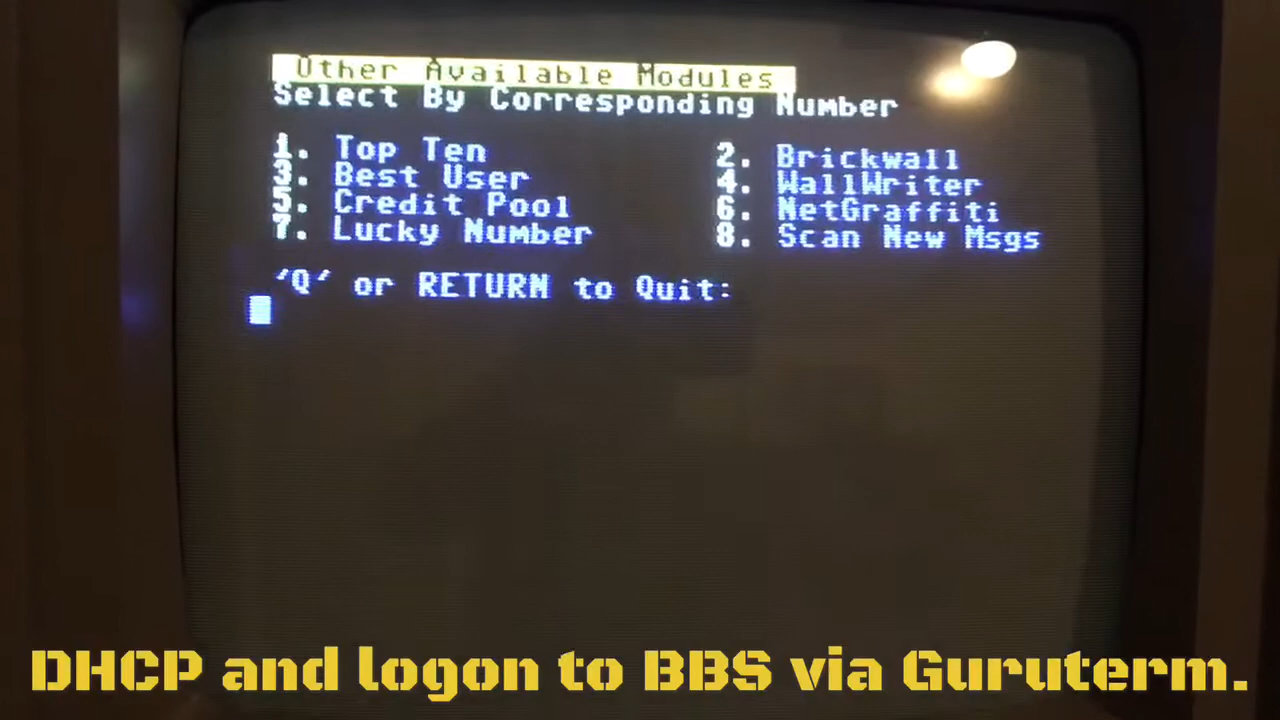 Other Available Modules
Select By Corresponding Number
1. Top Ten 2. Brickwall
3. Best User 4. WallWriter
5. Credit Pool 6. NetGraffiti
7. Lucky Number 8. Scan New Msgs
'Q' or RETURN to Quit:
DHCP and logon to BBS via Guruterm.